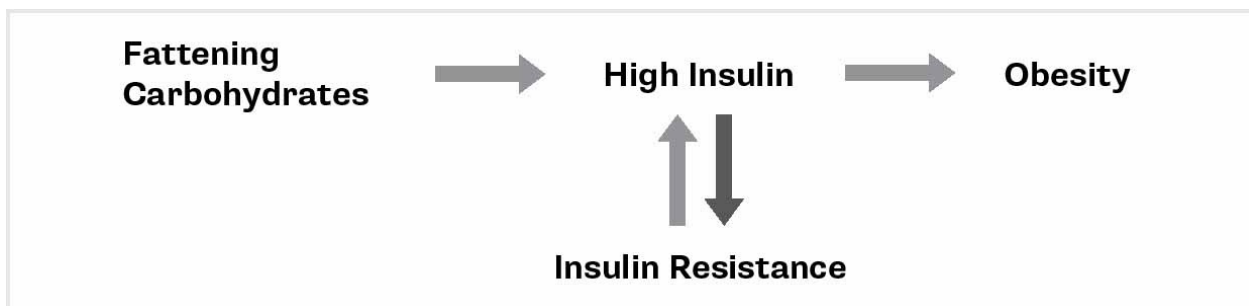 Fattening
Carbohydrates
High Insulin
Obesity
Insulin Resistance